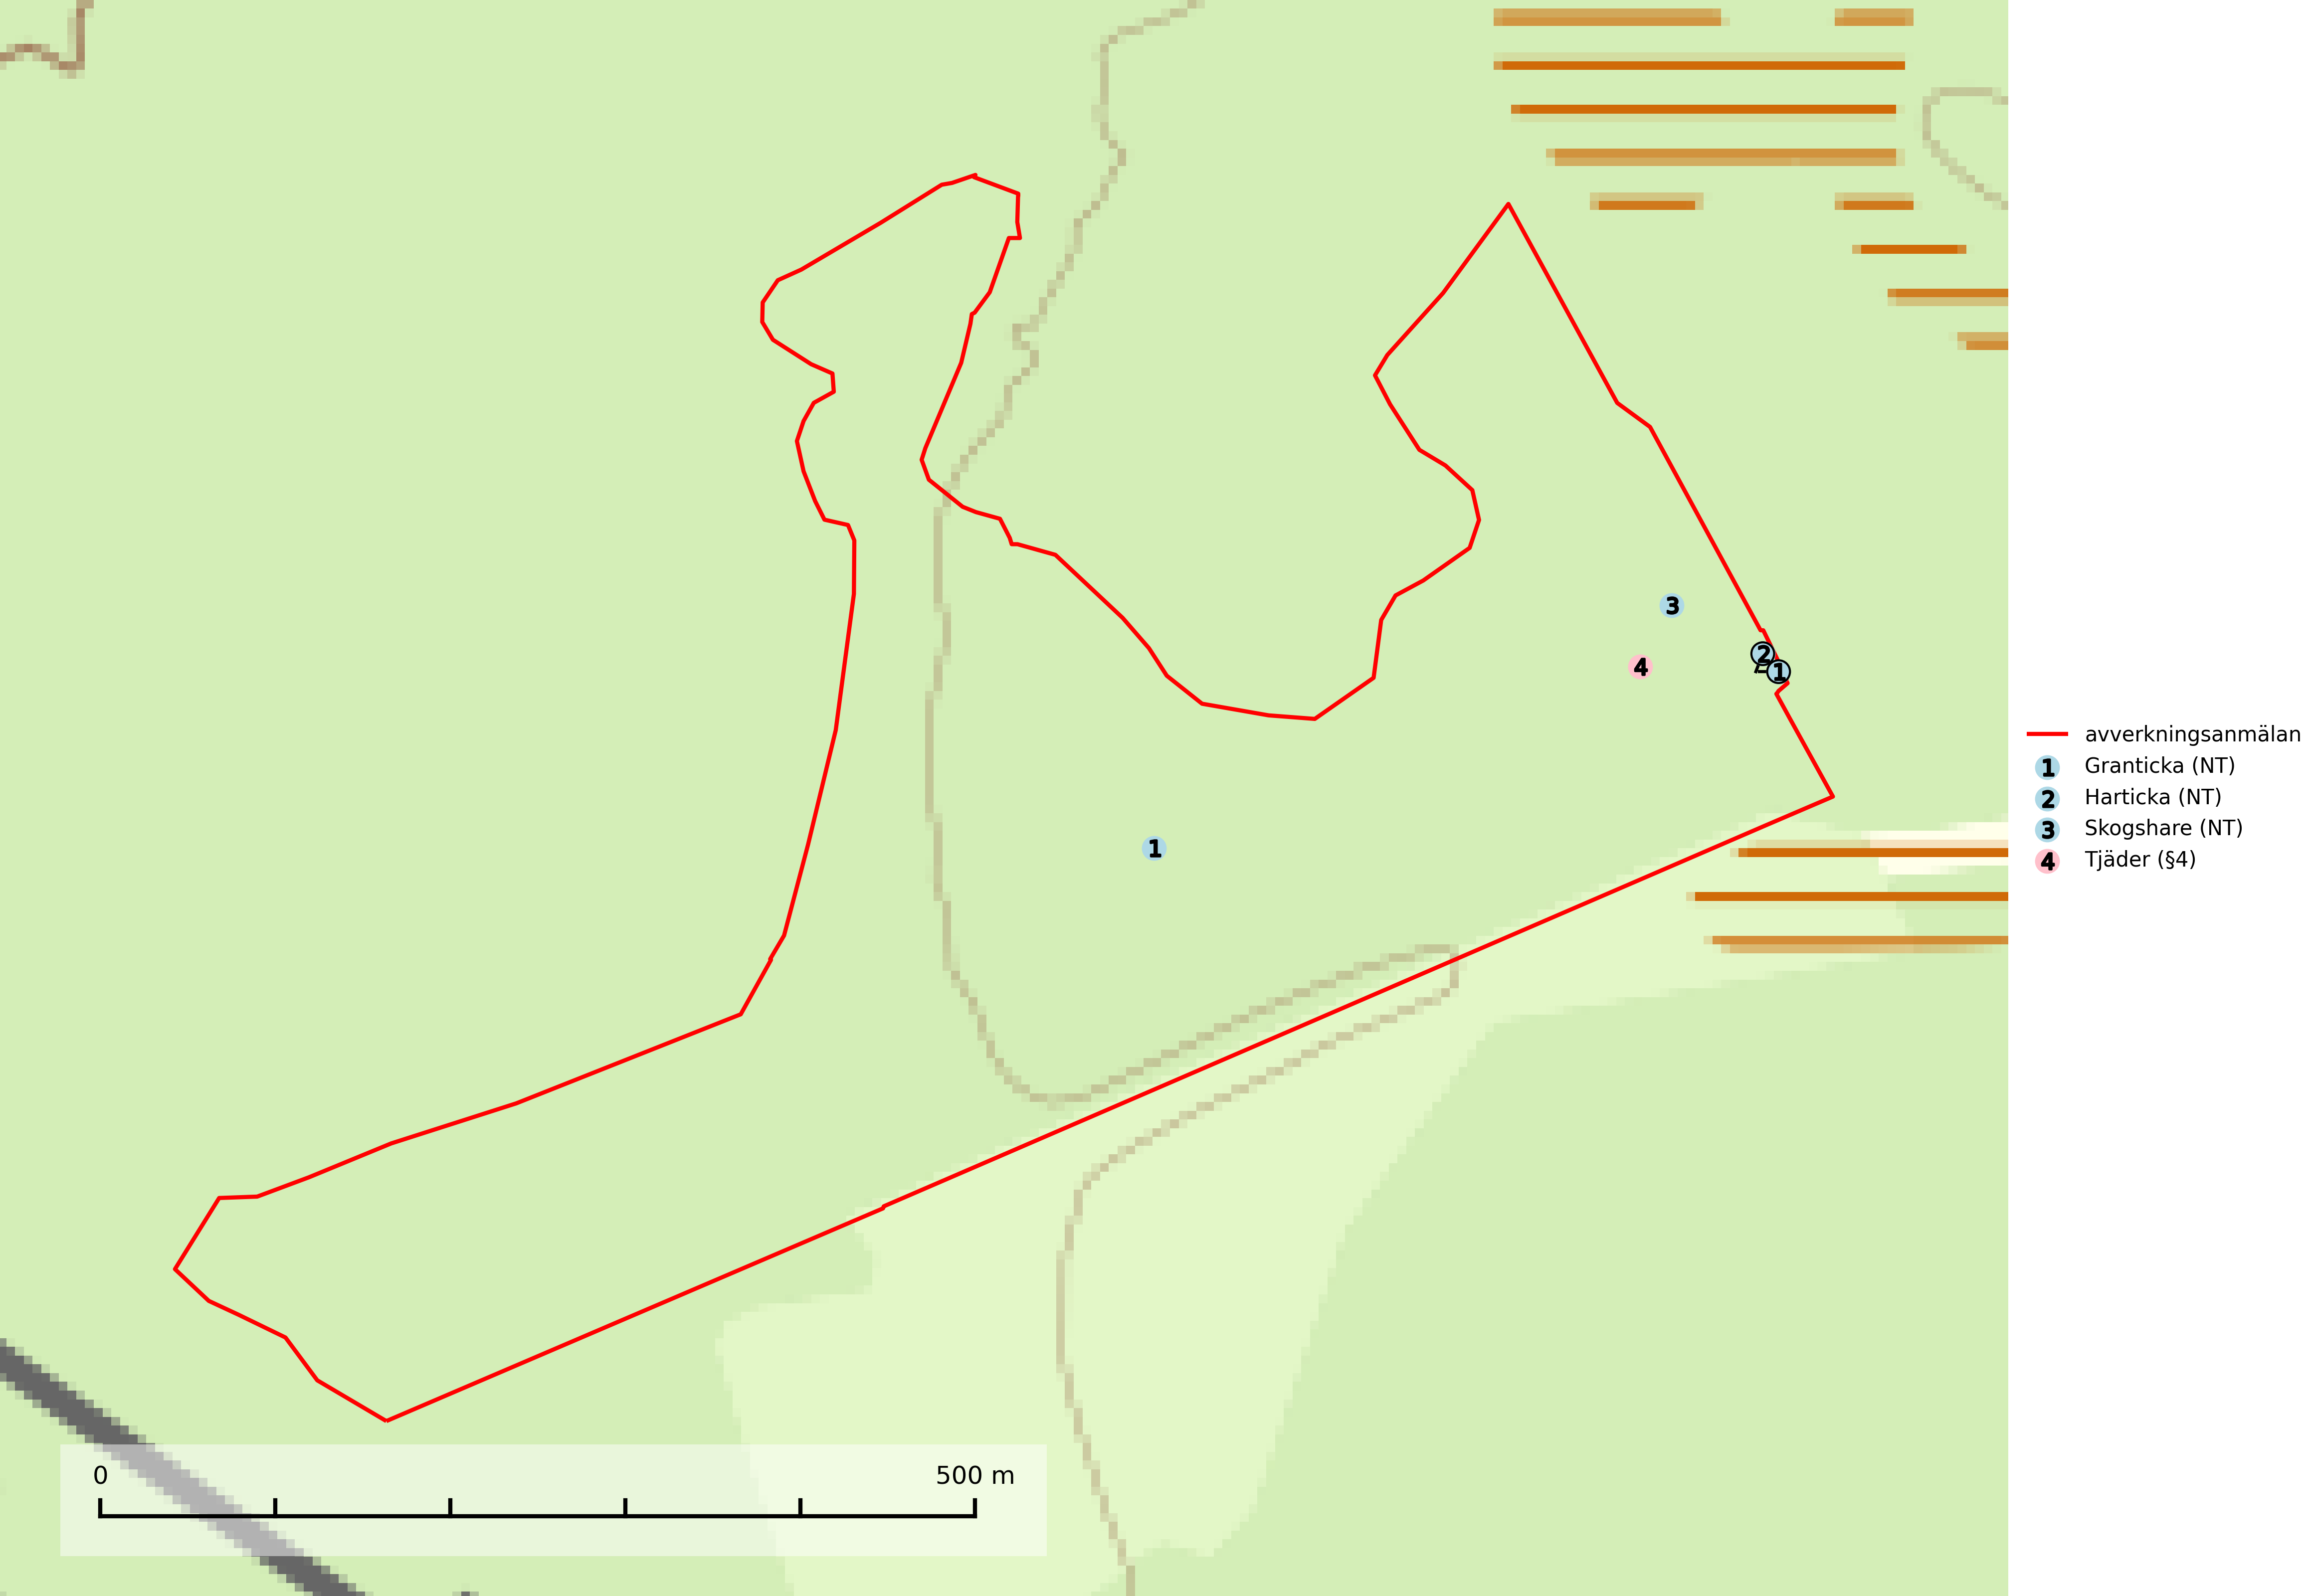 3
2
1
4
1
avverkningsanmälan
1 Granticka (NT)
2 Harticka (NT)
3 Skogshare (NT)
4 Tjäder (§4)
0 500 m